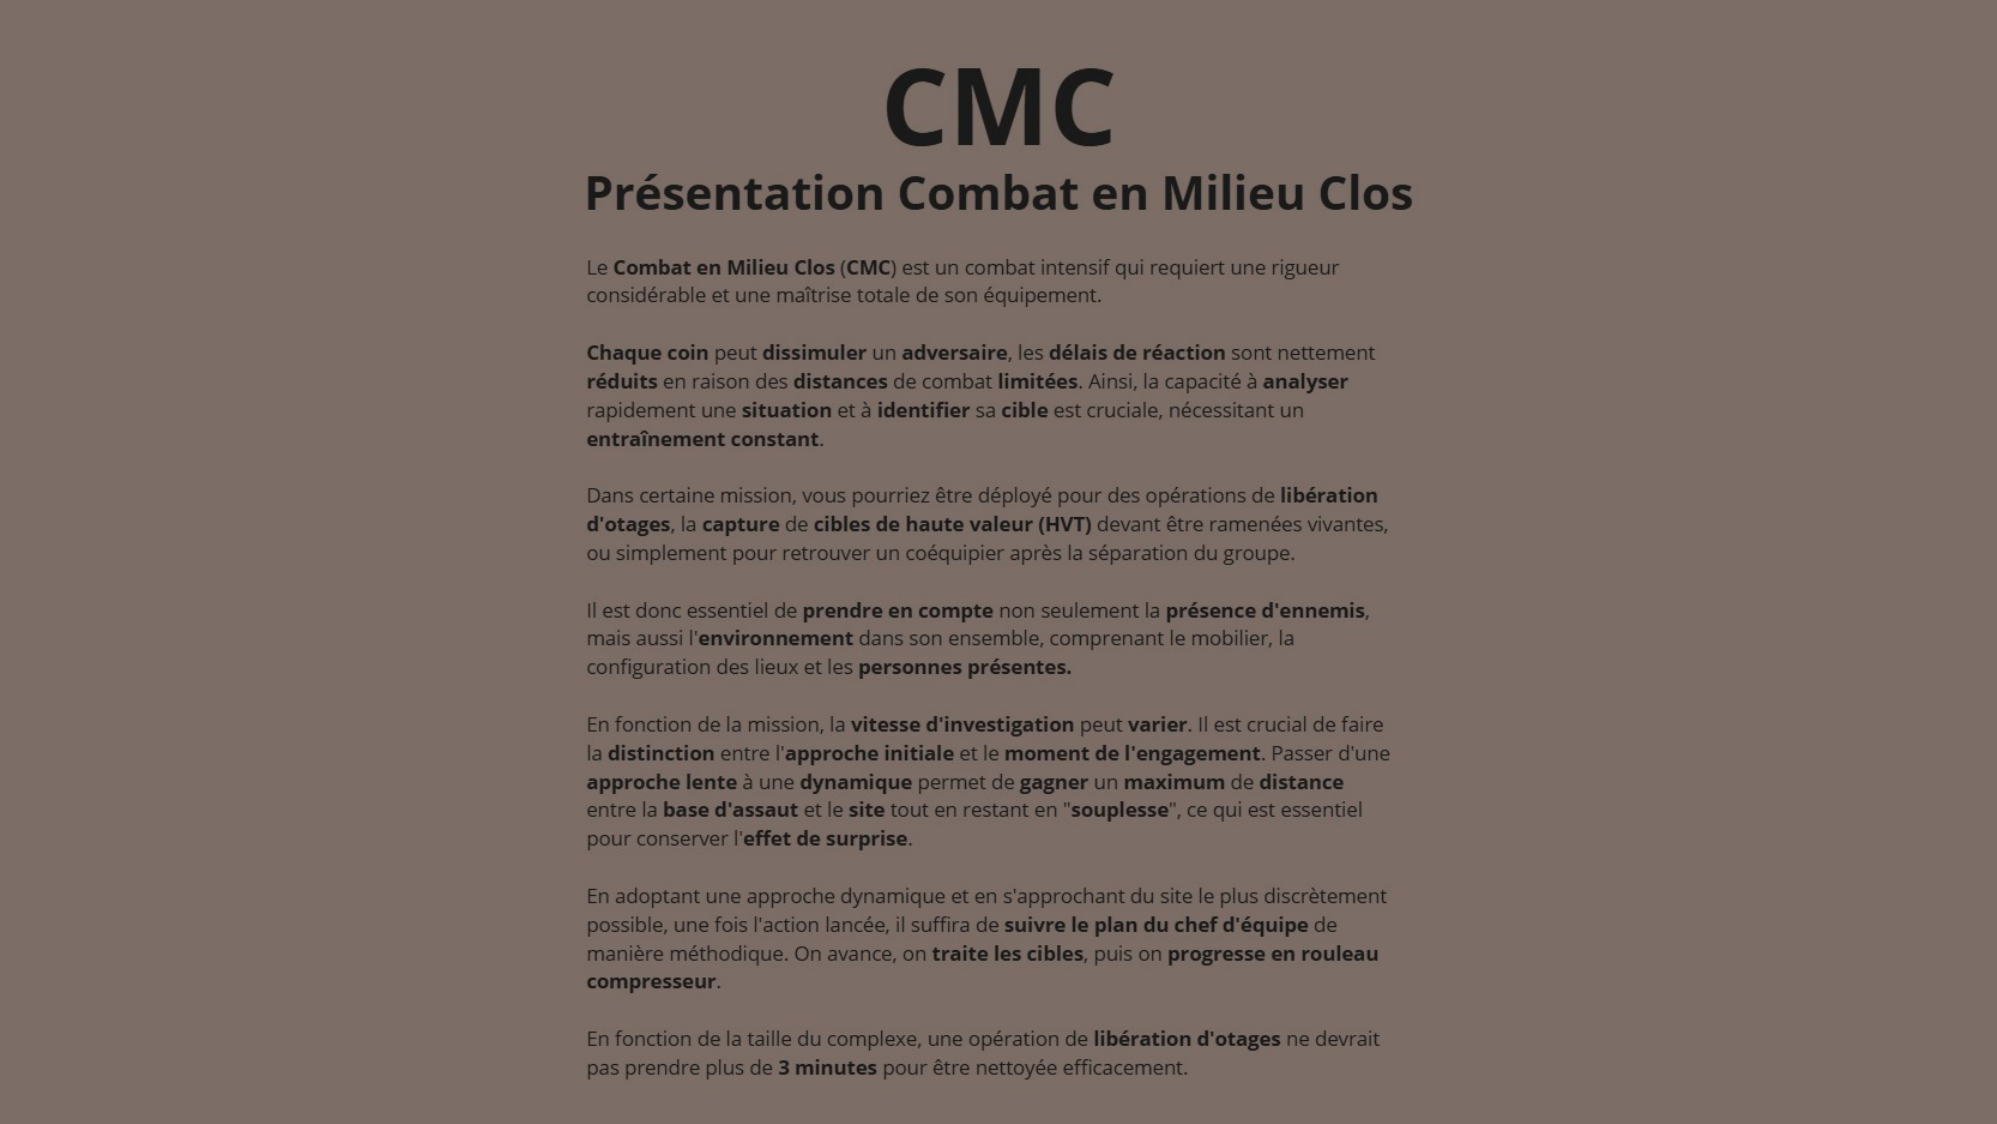 CMC
Présentation Combat en Milieu Clos
Le Combat en Milieu Clos (CMC) est un combat intensif qui requiert une rigueur
considérable et une maîtrise totale de son équipement.
Chaque coin peut dissimuler un adversaire, les délais de réaction sont nettement
réduits en raison des distances de combat limitées. Ainsi, la capacité à analyser
rapidement une situation et à identifier sa cible est cruciale, nécessitant un
entraînement constant.
Dans certaine mission, vous pourriez être déployé pour des opérations de libération
d'otages, la capture de cibles de haute valeur (HVT) devant être ramenées vivantes,
ou simplement pour retrouver un coéquipier après la séparation du groupe.
Il est donc essentiel de prendre en compte non seulement la présence d'ennemis,
mais aussi l'environnement dans son ensemble, comprenant le mobilier, la
configuration des lieux et les personnes présentes.
En fonction de la mission, la vitesse d'investigation peut varier. Il est crucial de faire
la distinction entre l'approche initiale et le moment de l'engagement. Passer d'une
approche lente à une dynamique permet de gagner un maximum de distance
entre la base d'assaut et le site tout en restant en "souplesse", ce qui est essentiel
pour conserver l'effet de surprise.
En adoptant une approche dynamique et en s'approchant du site le plus discrètement
possible, une fois l'action lancée, il suffira de suivre le plan du chef d'équipe de
manière méthodique. On avance, on traite les cibles, puis on progresse en rouleau
compresseur.
En fonction de la taille du complexe, une opération de libération d'otages ne devrait
pas prendre plus de 3 minutes pour être nettoyée efficacement.